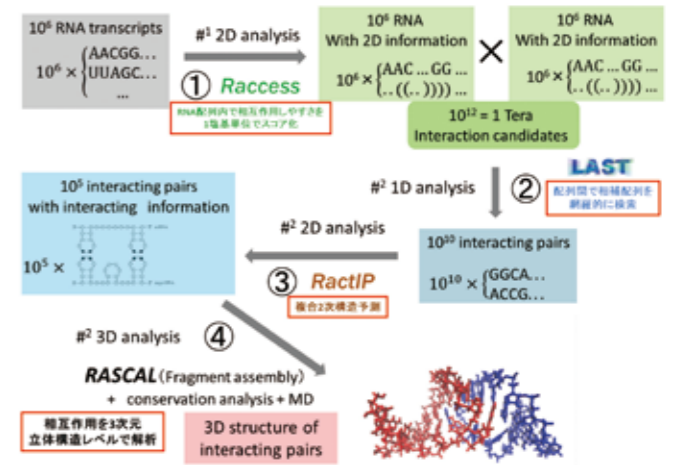 10⁶ RNA transcripts
10⁶ × { AACGG...
UUAGC...
...
#¹ 2D analysis
① Raccess
RNA配列内で相互作用しやすさを
1塩基単位でスコア化
10⁶ RNA
With 2D information
10⁶ × { AAC ... GG ...
. . ((. . )))) ...
×
10⁶ RNA
With 2D information
10⁶ × { AAC ... GG ...
. . ((. . )))) ...
10¹² = 1 Tera
Interaction candidates
#² 1D analysis
② LAST
配列間で相補配列を
網羅的に検索
10¹⁰ interacting pairs
10¹⁰ × { GGCA...
ACCG...
#² 2D analysis
③ RactIP
複合2次構造予測
10⁵ interacting pairs
with interacting information
10⁵ ×
#² 3D analysis
④
RASCAL(Fragment assembly)
+ conservation analysis + MD
相互作用を3次元
立体構造レベルで解析
3D structure of
interacting pairs